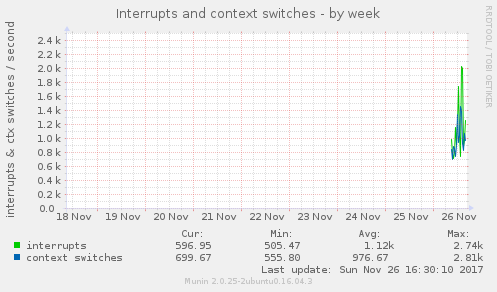 Interrupts and context switches - by week
RRDTOOL / TOBI OETIKER
interrupts & ctx switches / second
2.4 k
2.2 k
2.0 k
1.8 k
1.6 k
1.4 k
1.2 k
1.0 k
0.8 k
0.6 k
0.4 k
0.2 k
0.0
18 Nov 19 Nov 20 Nov 21 Nov 22 Nov 23 Nov 24 Nov 25 Nov 26 Nov
Cur: Min: Avg: Max:
interrupts 596.95 505.47 1.12k 2.74k
context switches 699.67 555.80 976.67 2.81k
Last update: Sun Nov 26 16:30:10 2017
Munin 2.0.25-2ubuntu0.16.04.3